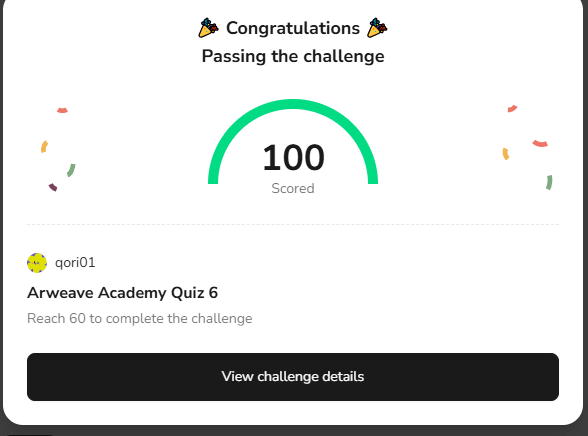 🎉 Congratulations 🎉
Passing the challenge
100
Scored
qori01
Arweave Academy Quiz 6
Reach 60 to complete the challenge
View challenge details